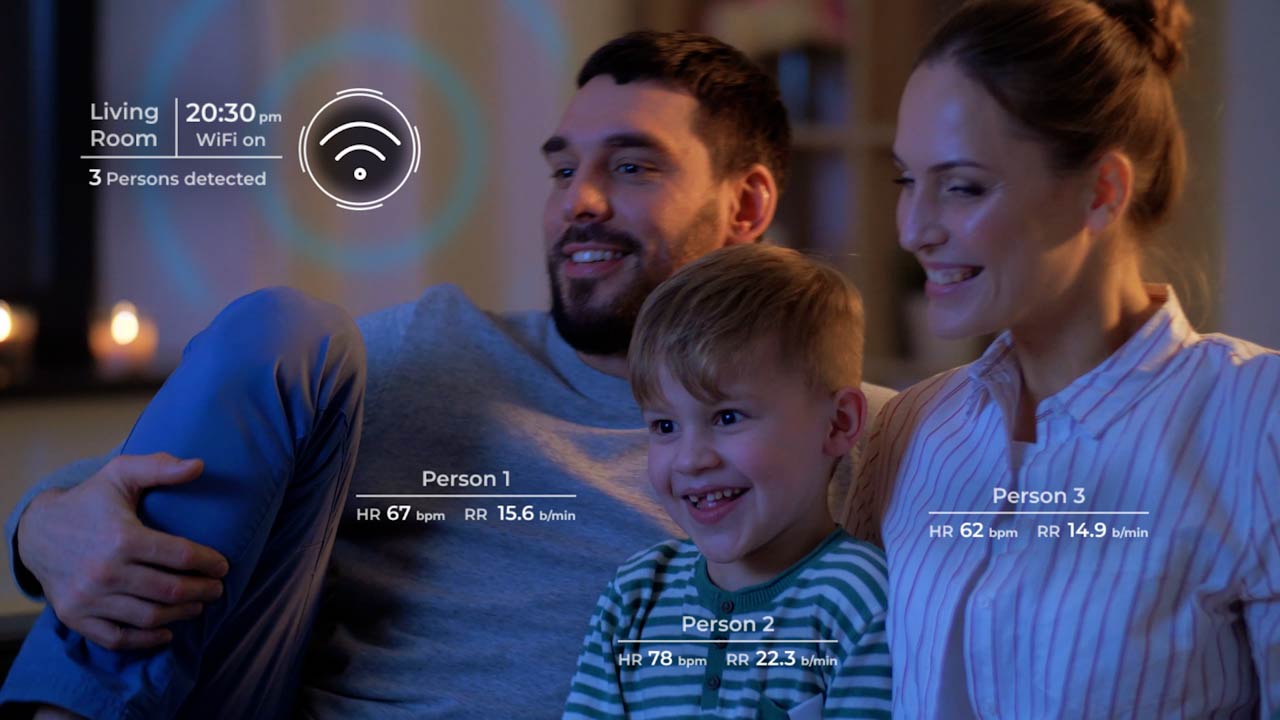 Living Room
20:30 pm
WiFi on
3 Persons detected
Person 1
HR 67 bpm RR 15.6 b/min
Person 3
HR 62 bpm RR 14.9 b/min
Person 2
HR 78 bpm RR 22.3 b/min